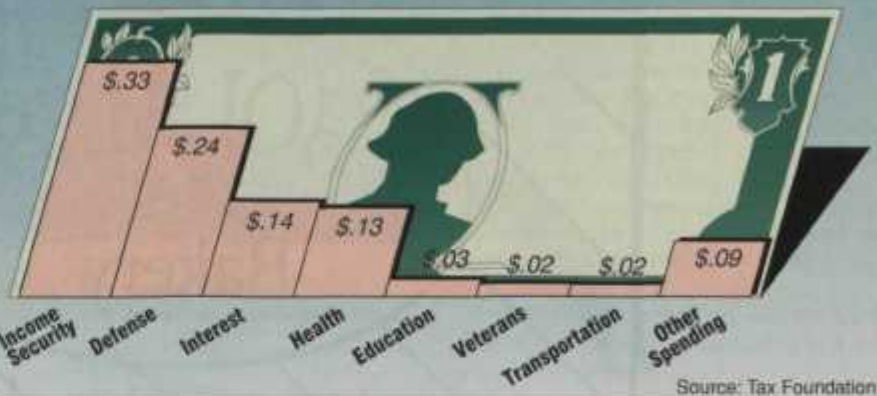 1
$.33
$.24
$.14
$.13
$.03
$.02
$.02
$.09
Income
Security
Defense
Interest
Health
Education
Veterans
Transportation
Other
Spending
Source: Tax Foundation